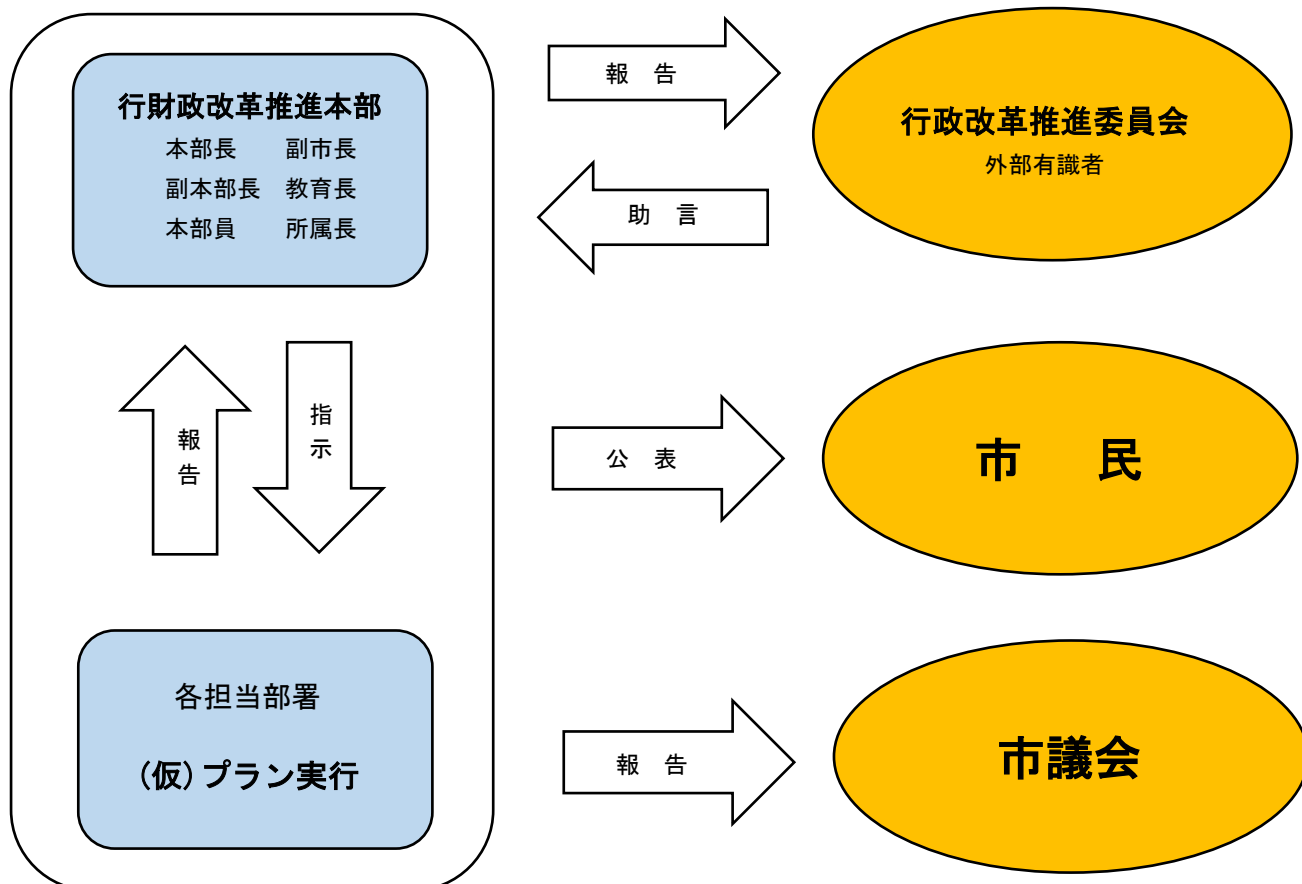 行財政改革推進本部
本部長　　副市長
副本部長　教育長
本部員　　所属長
報　告
助　言
行政改革推進委員会
外部有識者
報告
指示
公　表
市　民
各担当部署
（仮）プラン実行
報　告
市議会